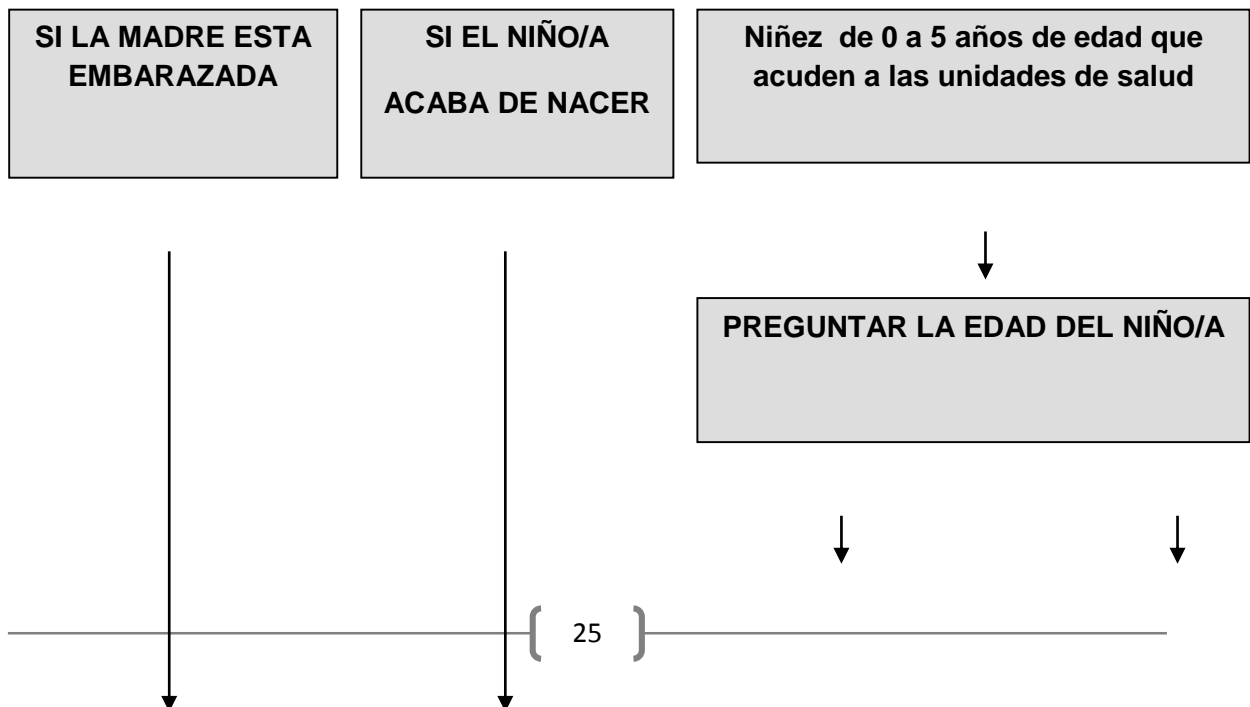 SI LA MADRE ESTA
EMBARAZADA
SI EL NIÑO/A
ACABA DE NACER
Niñez de 0 a 5 años de edad que
acuden a las unidades de salud
PREGUNTAR LA EDAD DEL NIÑO/A
25